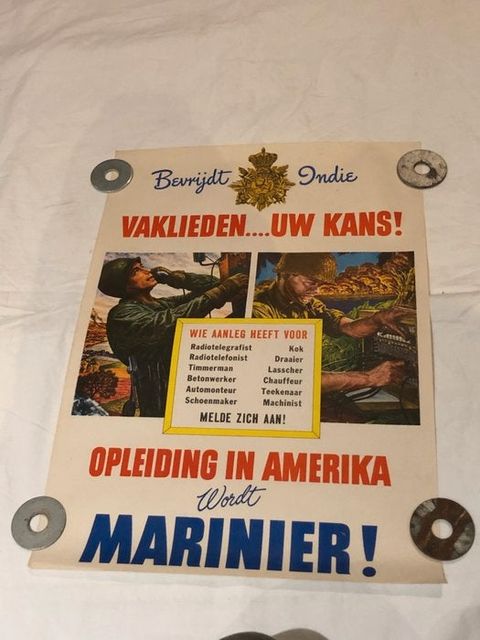 Bevrijdt Indie
VAKLIEDEN....UW KANS!
WIE AANLEG HEEFT VOOR
Radiotelegrafist Kok
Radiotelefonist Draaier
Timmerman Lasscher
Betonwerker Chauffeur
Automonteur Teekenaar
Schoenmaker Machinist
MELDE ZICH AAN!
OPLEIDING IN AMERIKA
Wordt
MARINIER!